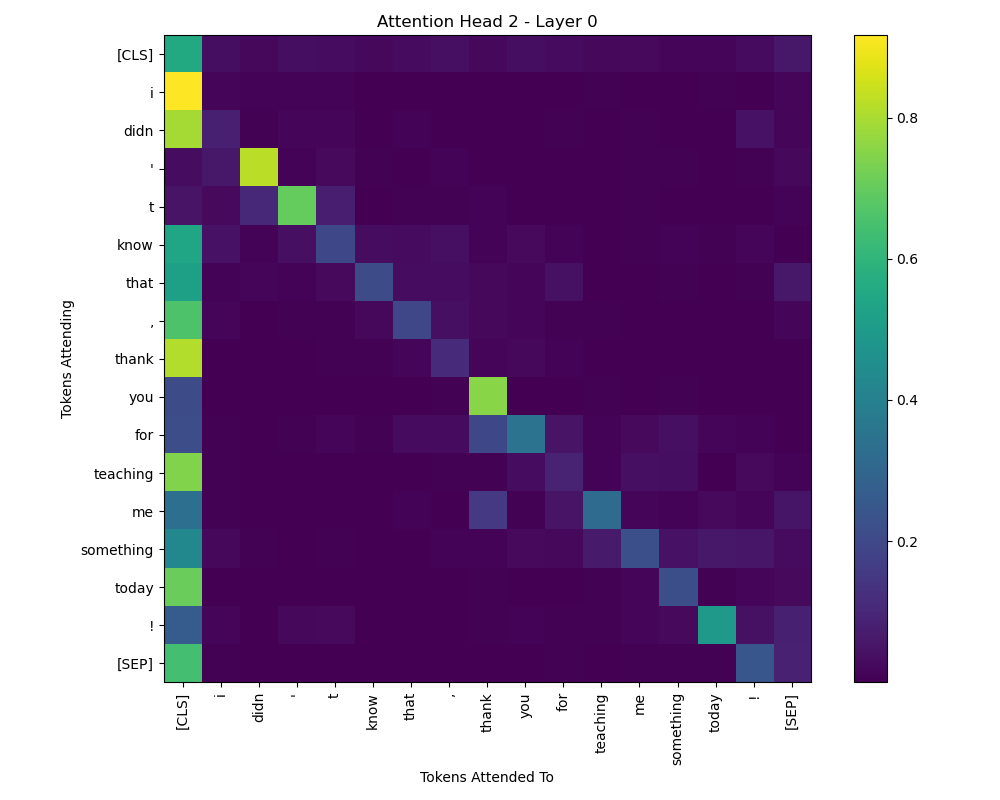 Attention Head 2 - Layer 0
Tokens Attending
[CLS]
i
didn
'
t
know
that
,
thank
you
for
teaching
me
something
today
!
[SEP]
[CLS] i didn ' t know that , thank you for teaching me something today ! [SEP]
Tokens Attended To
0.8
0.6
0.4
0.2